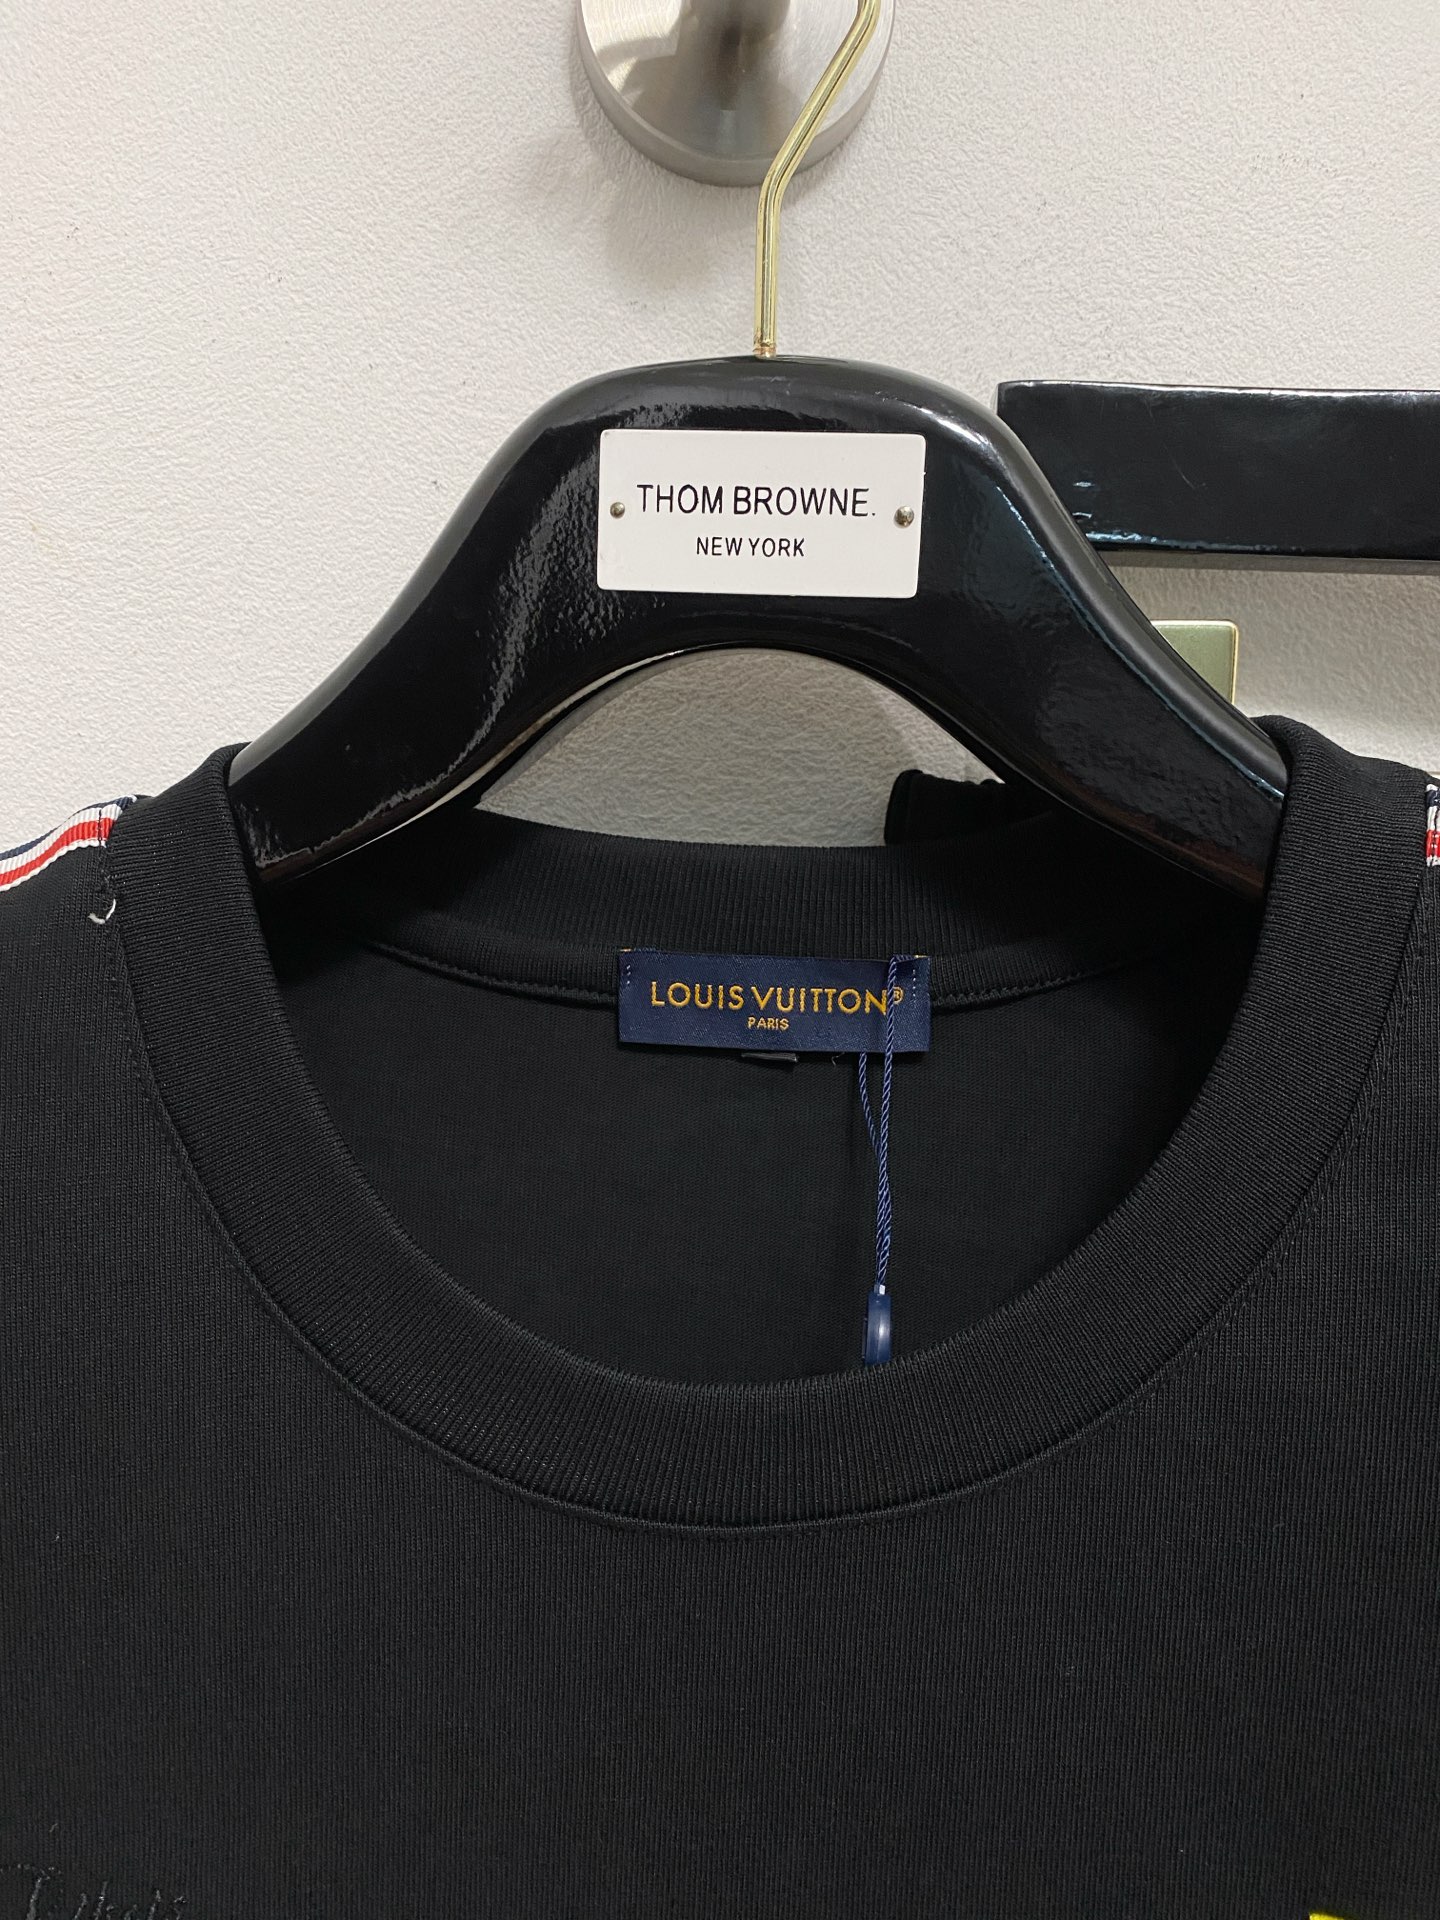 THOM BROWNE.
NEW YORK
LOUIS VUITTON®
PARIS